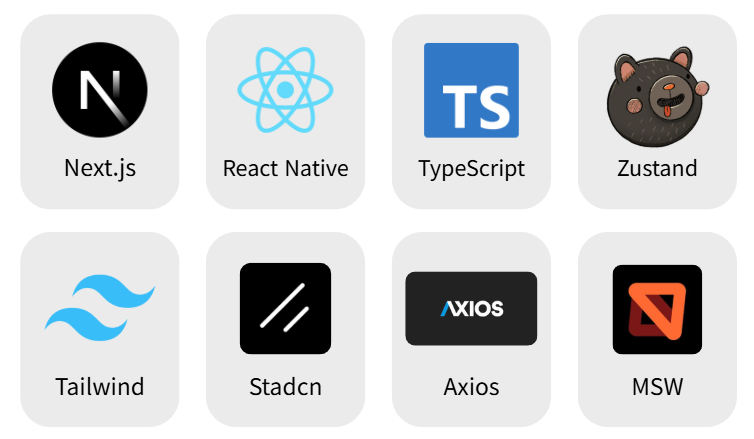 N
TS
Next.js
React Native
TypeScript
Zustand
AXIOS
Tailwind
Stadcn
Axios
MSW